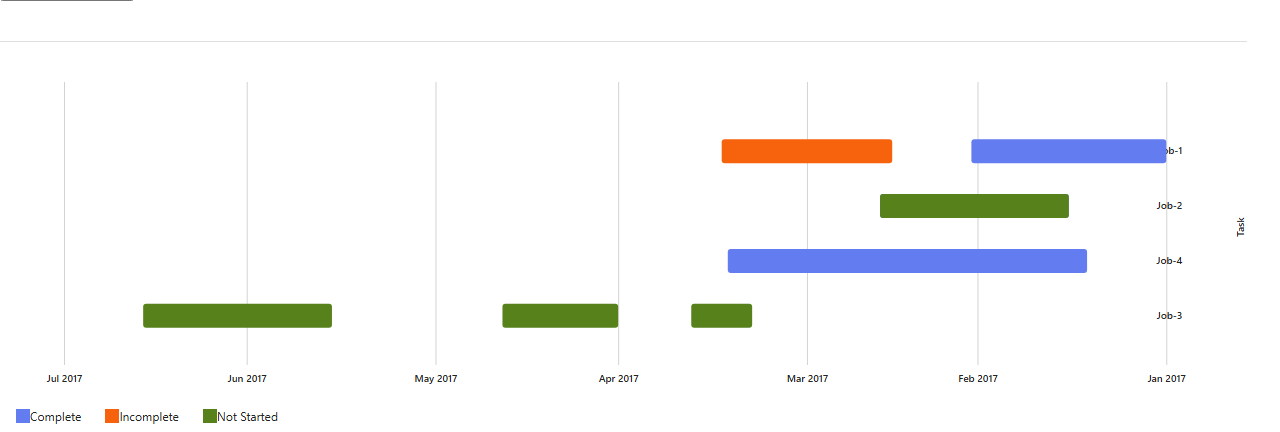 ob-1
Job-2
Task
Job-4
Job-3
Jul 2017 Jun 2017 May 2017 Apr 2017 Mar 2017 Feb 2017 Jan 2017
Complete Incomplete Not Started